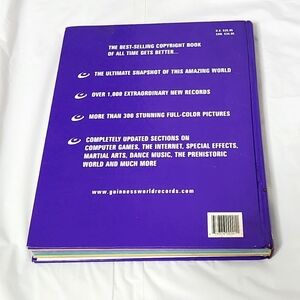 THE BEST-SELLING COPYRIGHT BOOK
OF ALL TIME GETS BETTER...
THE ULTIMATE SNAPSHOT OF THIS AMAZING WORLD
OVER 1,000 EXTRAORDINARY NEW RECORDS
MORE THAN 300 STUNNING FULL-COLOR PICTURES
COMPLETELY UPDATED SECTIONS ON
COMPUTER GAMES, THE INTERNET, SPECIAL EFFECTS,
MARTIAL ARTS, DANCE MUSIC, THE PREHISTORIC
WORLD AND MUCH MORE
www.guinnessworldrecords.com